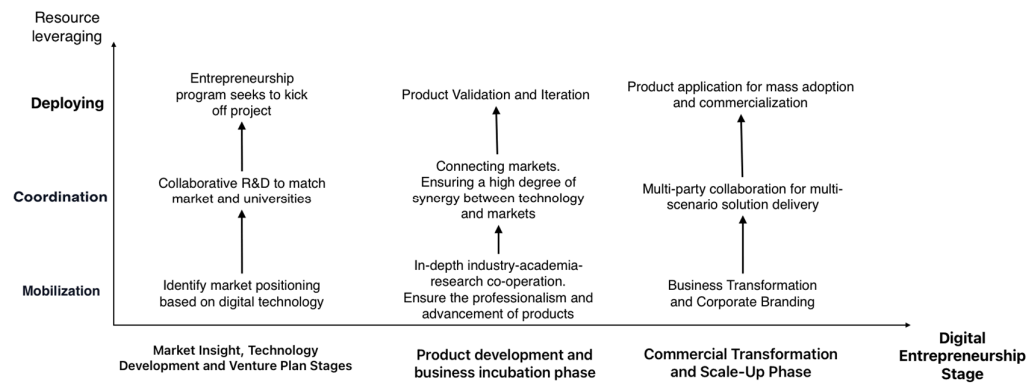 Resource
leveraging
Deploying
Entrepreneurship
program seeks to kick
off project
Product Validation and Iteration
Product application for mass adoption
and commercialization
Coordination
Collaborative R&D to match
market and universities
Connecting markets.
Ensuring a high degree of
synergy between technology
and markets
Multi-party collaboration for multi-
scenario solution delivery
Mobilization
Identify market positioning
based on digital technology
In-depth industry-academia-
research co-operation.
Ensure the professionalism and
advancement of products
Business Transformation
and Corporate Branding
Market Insight, Technology
Development and Venture Plan Stages
Product development and
business incubation phase
Commercial Transformation
and Scale-Up Phase
Digital
Entrepreneurship
Stage